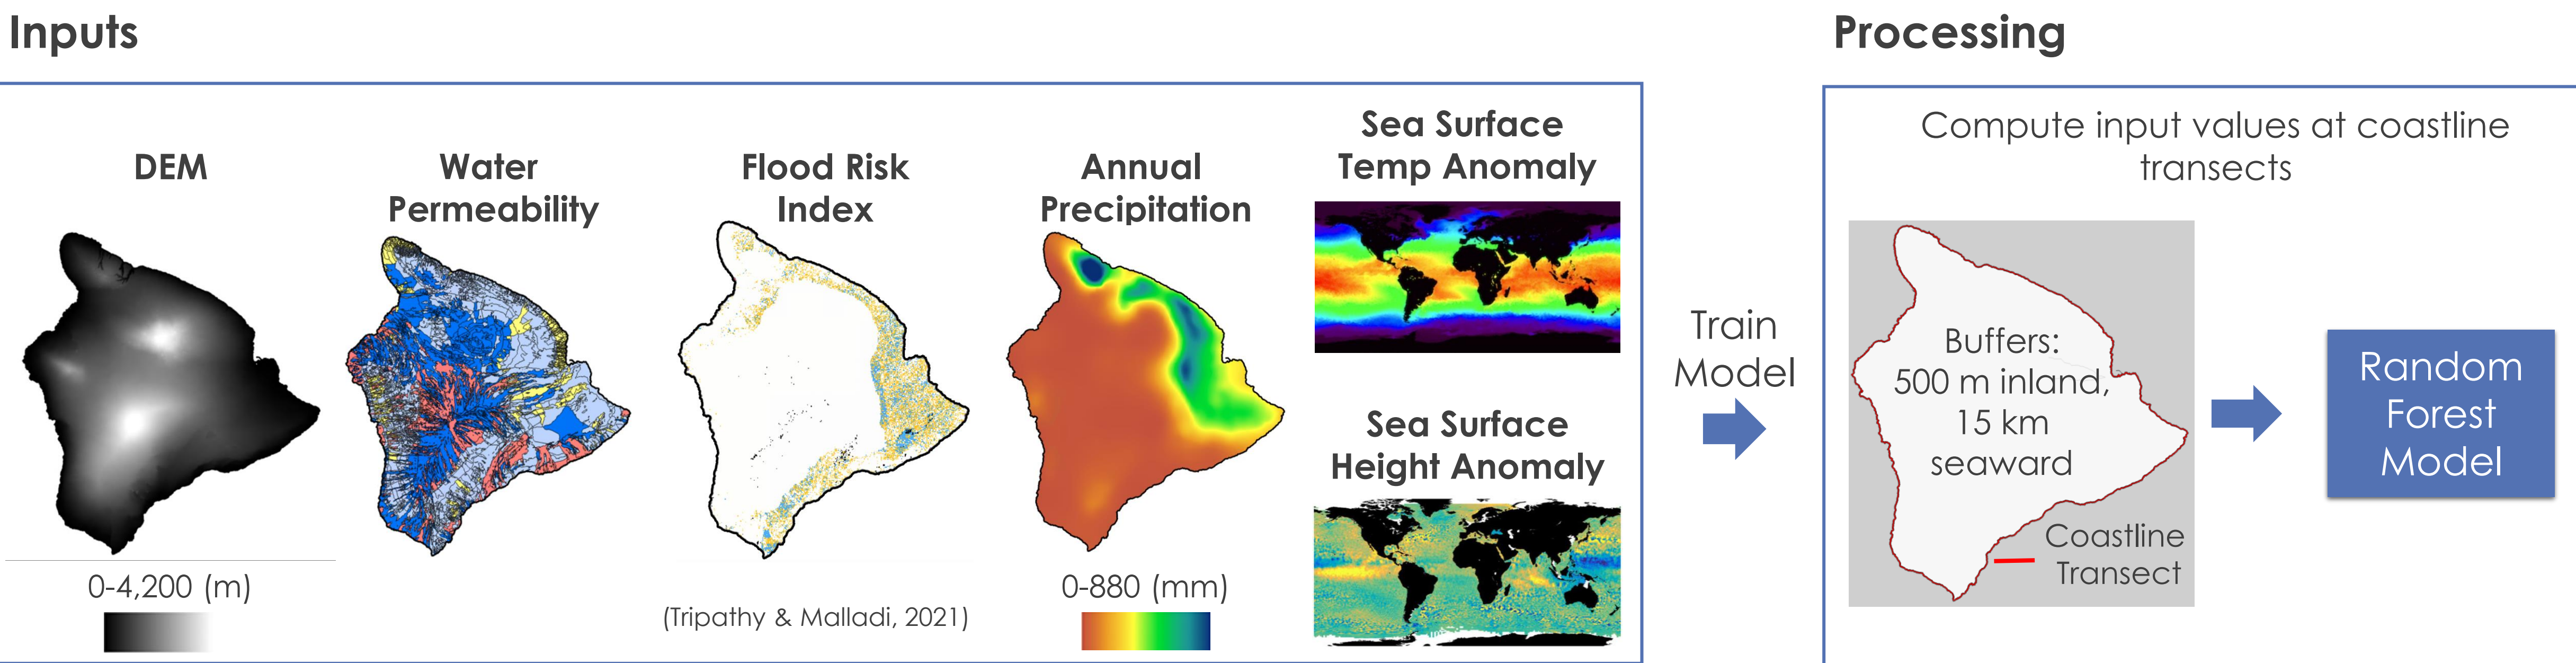 Inputs
DEM
0-4,200 (m)
Water
Permeability
Flood Risk
Index
(Tripathy & Malladi, 2021)
Annual
Precipitation
0-880 (mm)
Sea Surface
Temp Anomaly
Sea Surface
Height Anomaly
Train
Model
Processing
Compute input values at coastline
transects
Buffers:
500 m inland,
15 km
seaward
Coastline
Transect
Random
Forest
Model